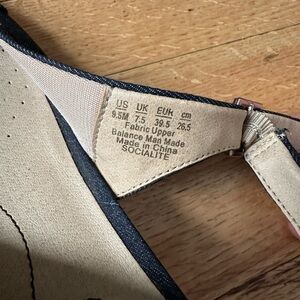 US UK EUR cm
9.5M 7.5 39.5 26.5
Fabric Upper
Balance Man Made
Made in China
SOCIALITE